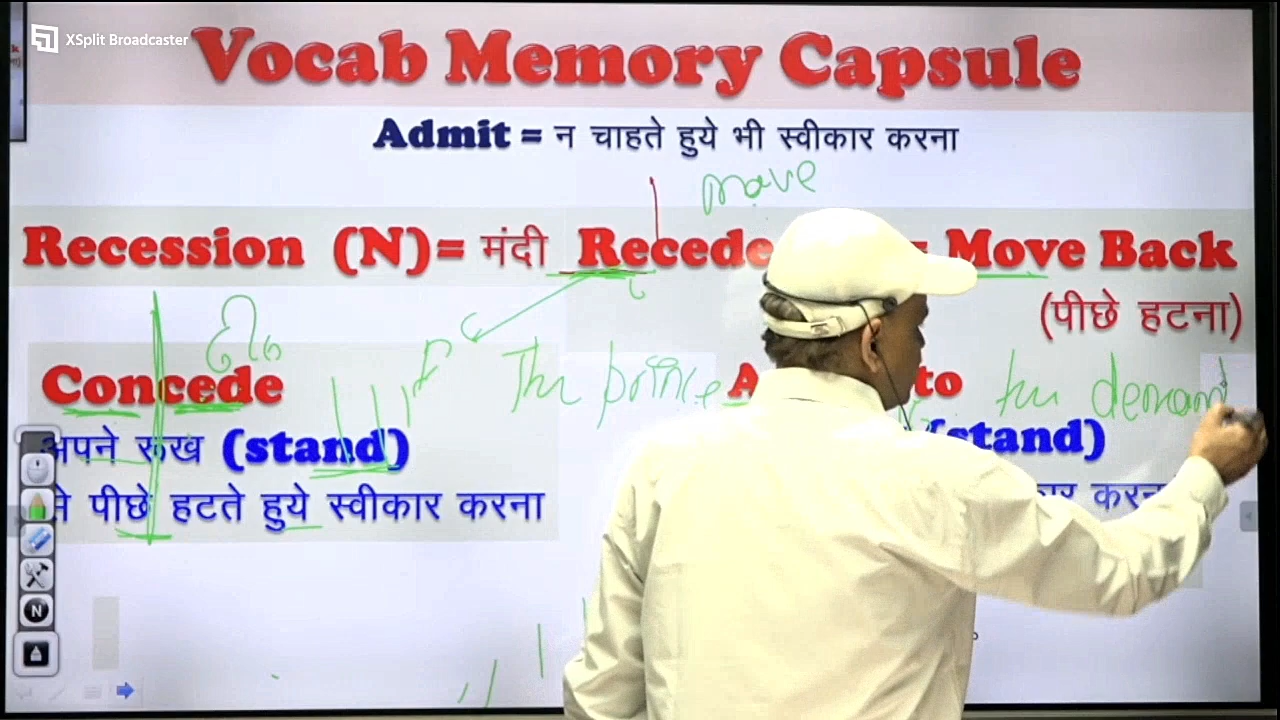 XSplit Broadcaster
Vocab Memory Capsule
Admit = न चाहते हुये भी स्वीकार करना
move
Recession (N)= मंदी Recede = Move Back
(पीछे हटना)
Concede
The prince A to the demand
अपने रूख (stand) (stand)
से पीछे हटते हुये स्वीकार करना
N